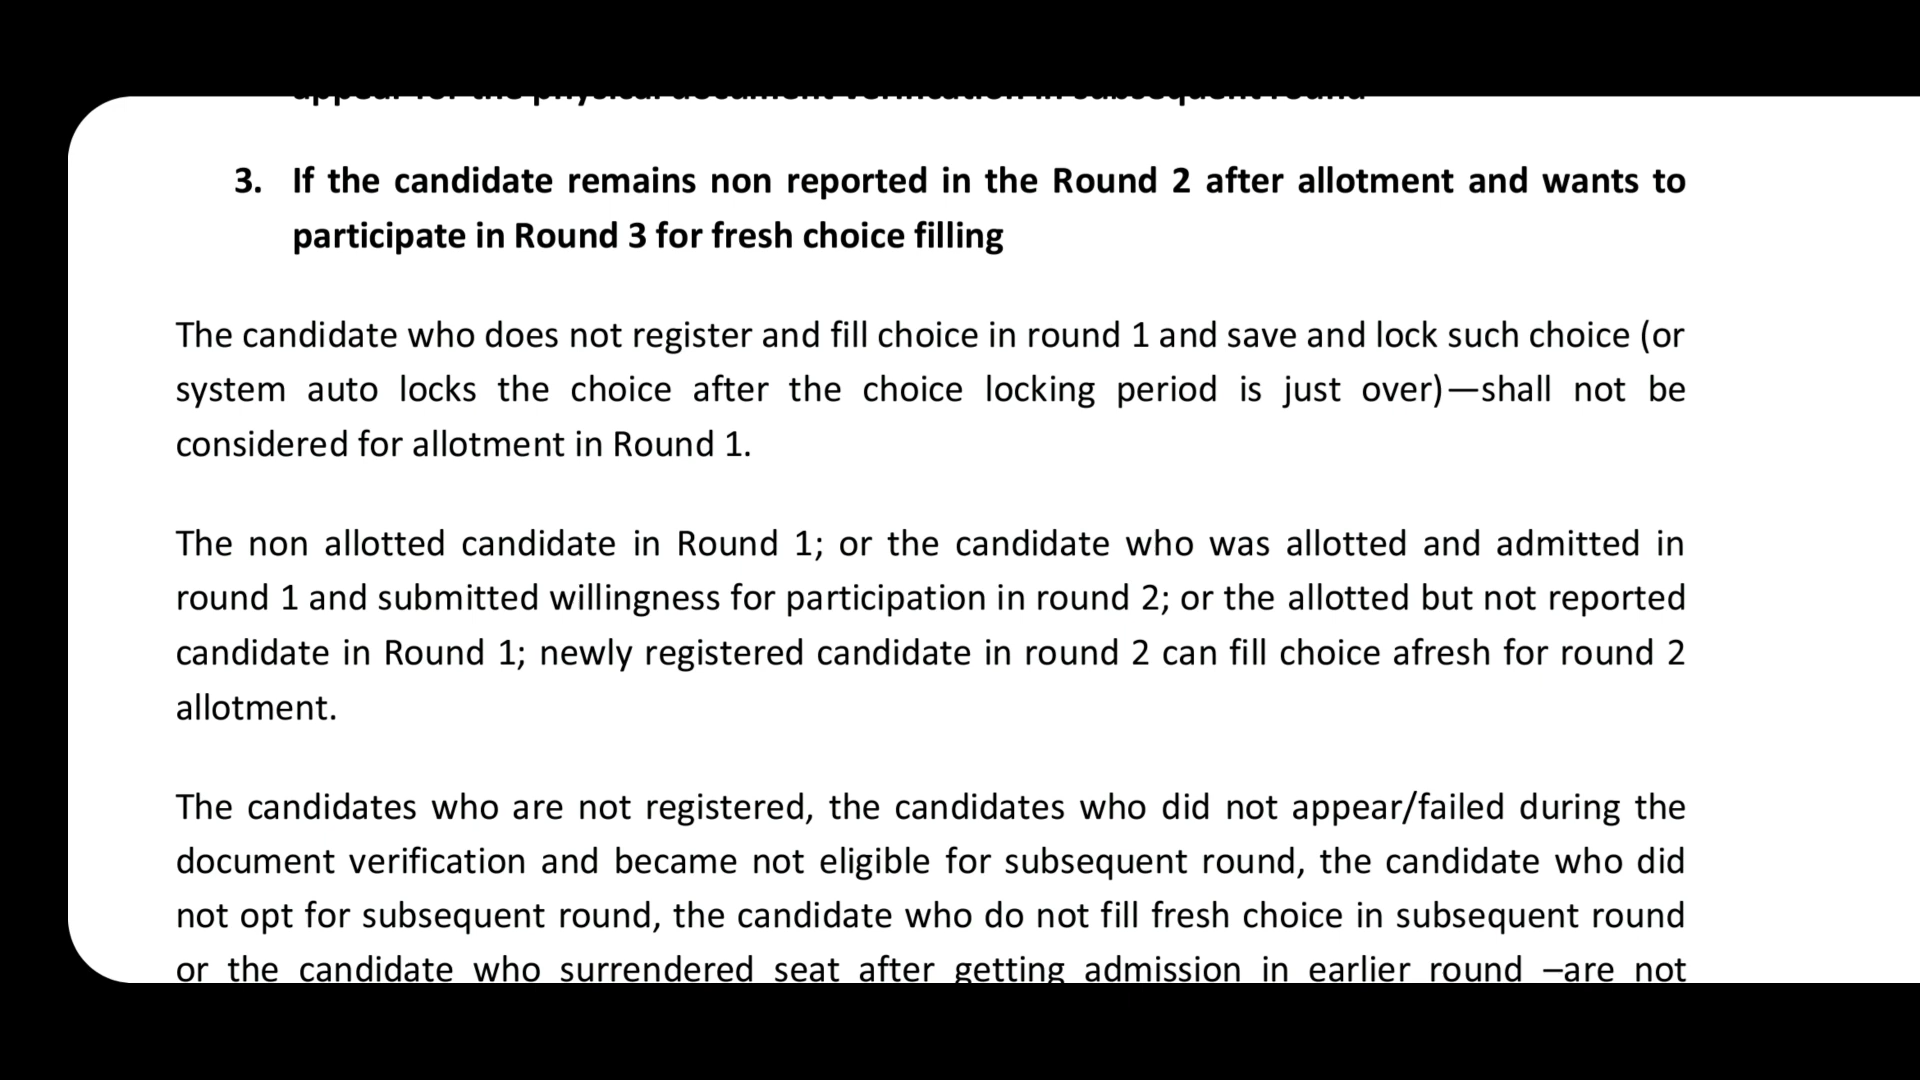 appear for the physical document verification in subsequent round
3. If the candidate remains non reported in the Round 2 after allotment and wants to
participate in Round 3 for fresh choice filling
The candidate who does not register and fill choice in round 1 and save and lock such choice (or
system auto locks the choice after the choice locking period is just over)—shall not be
considered for allotment in Round 1.
The non allotted candidate in Round 1; or the candidate who was allotted and admitted in
round 1 and submitted willingness for participation in round 2; or the allotted but not reported
candidate in Round 1; newly registered candidate in round 2 can fill choice afresh for round 2
allotment.
The candidates who are not registered, the candidates who did not appear/failed during the
document verification and became not eligible for subsequent round, the candidate who did
not opt for subsequent round, the candidate who do not fill fresh choice in subsequent round
or the candidate who surrendered seat after getting admission in earlier round –are not